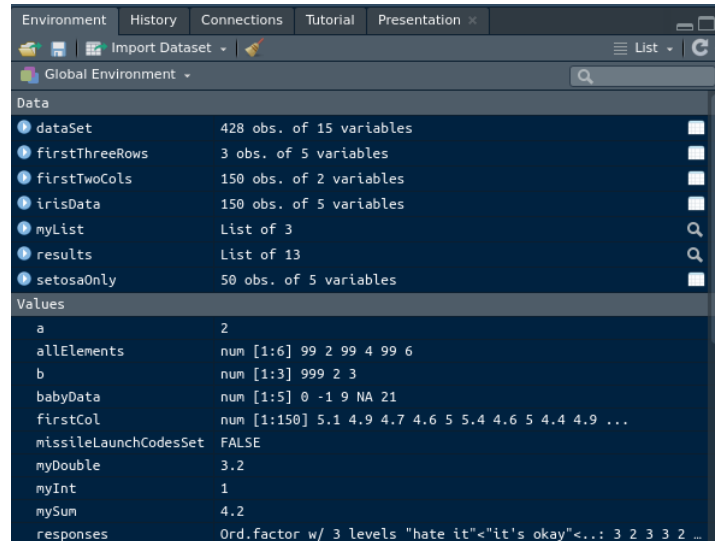 Environment History Connections Tutorial Presentation ×
Import Dataset List
Global Environment
Data
dataSet 428 obs. of 15 variables
firstThreeRows 3 obs. of 5 variables
firstTwoCols 150 obs. of 2 variables
irisData 150 obs. of 5 variables
myList List of 3
results List of 13
setosaOnly 50 obs. of 5 variables
Values
a 2
allElements num [1:6] 99 2 99 4 99 6
b num [1:3] 999 2 3
babyData num [1:5] 0 -1 9 NA 21
firstCol num [1:150] 5.1 4.9 4.7 4.6 5 5.4 4.6 5 4.4 4.9 ...
missileLaunchCodesSet FALSE
myDouble 3.2
myInt 1
mySum 4.2
responses Ord.factor w/ 3 levels "hate it"<"it's okay"<..: 3 2 3 3 2 …